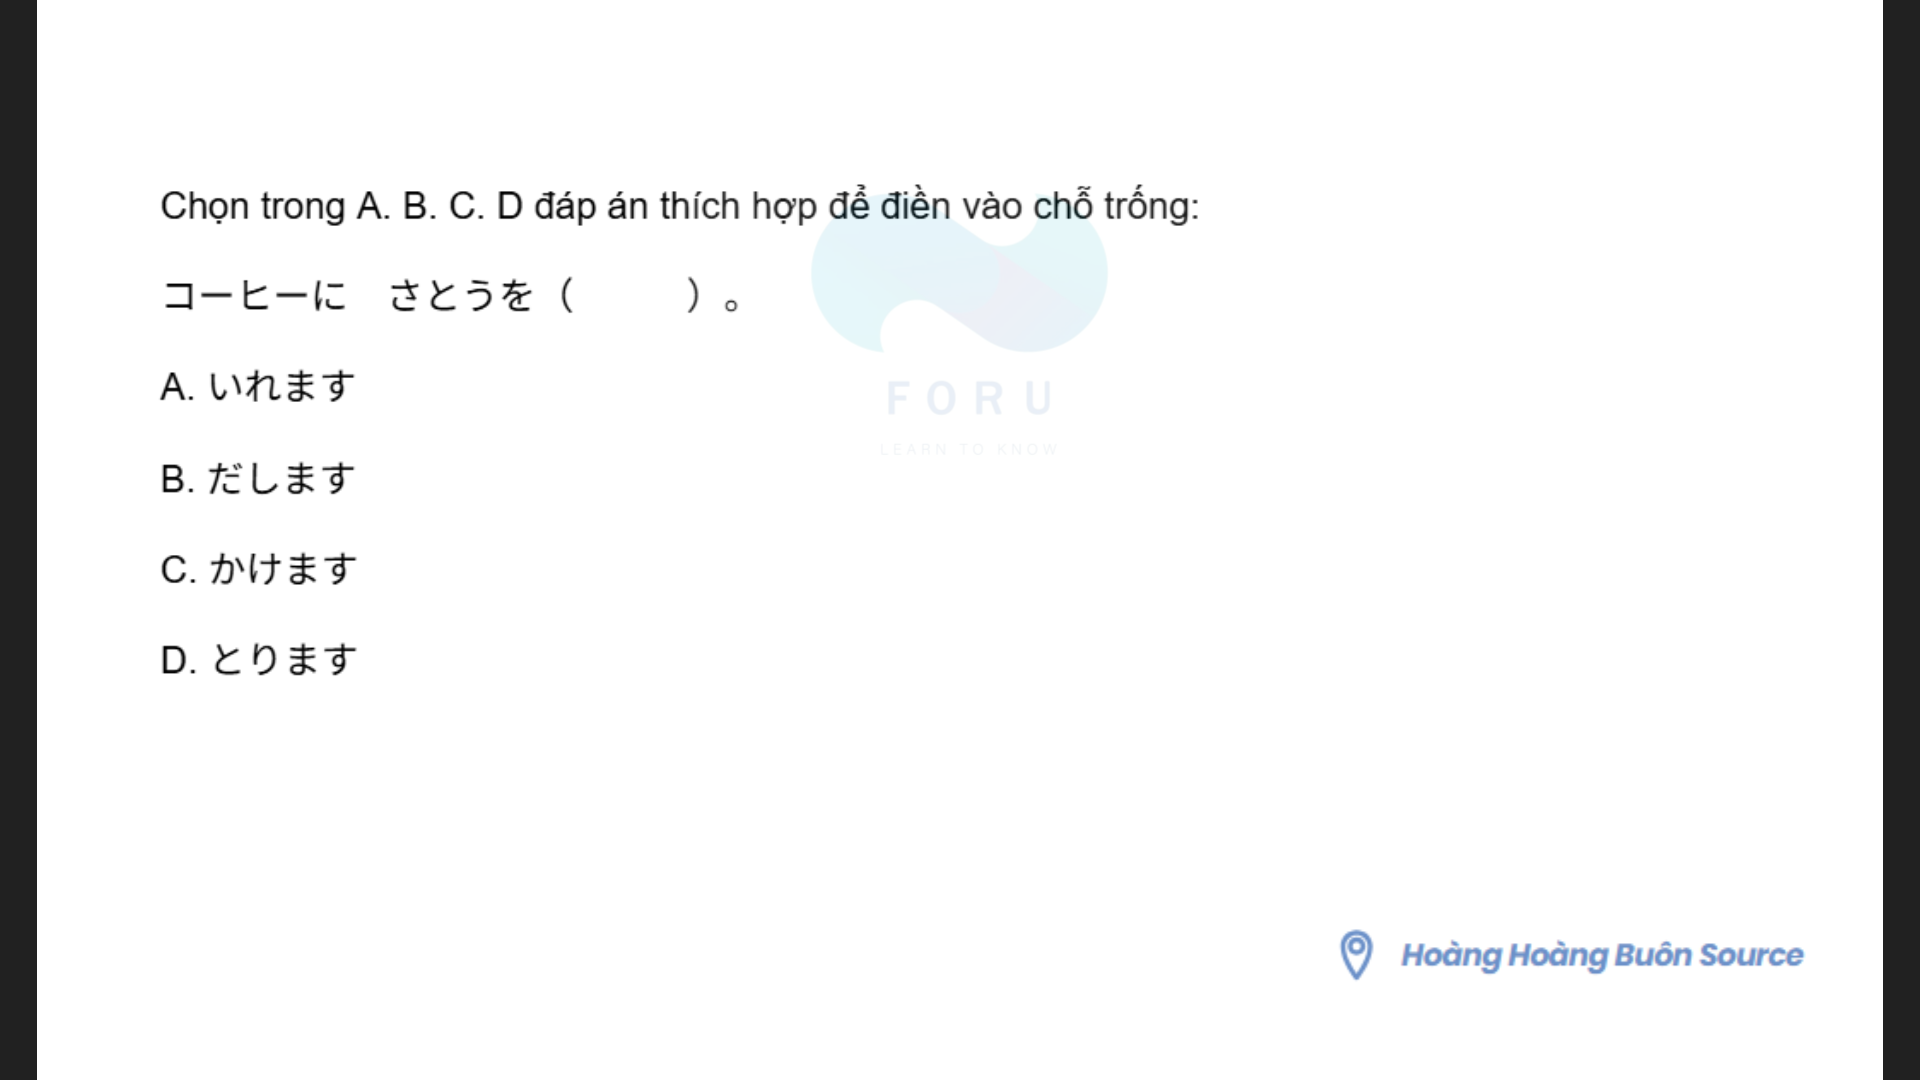 Chọn trong A. B. C. D đáp án thích hợp để điền vào chỗ trống:
コーヒーに　さとうを（　　　）。
A. いれます
B. だします
C. かけます
D. とります
FORU
LEARN TO KNOW
Hoàng Hoàng Buôn Source